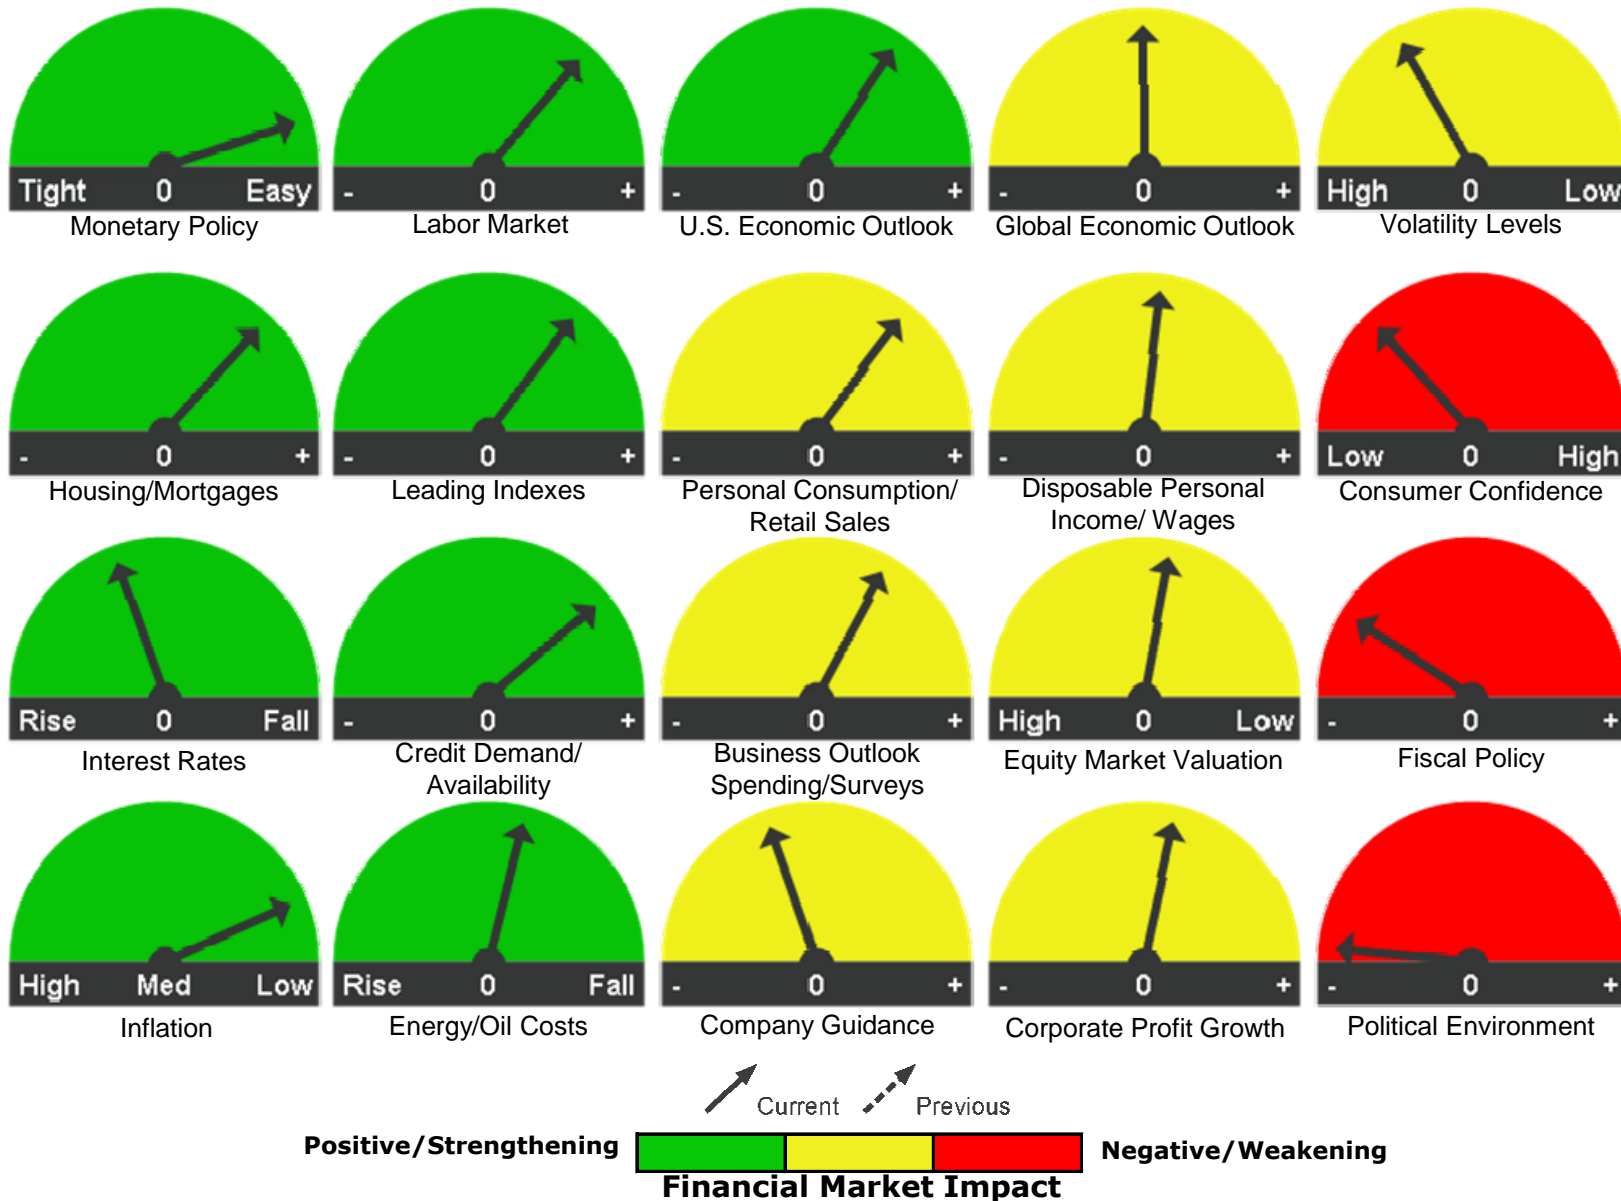 Tight 0 Easy
Monetary Policy
- 0 +
Labor Market
- 0 +
U.S. Economic Outlook
- 0 +
Global Economic Outlook
High 0 Low
Volatility Levels
- 0 +
Housing/Mortgages
- 0 +
Leading Indexes
- 0 +
Personal Consumption/
Retail Sales
- 0 +
Disposable Personal
Income/ Wages
Low 0 High
Consumer Confidence
Rise 0 Fall
Interest Rates
- 0 +
Credit Demand/
Availability
- 0 +
Business Outlook
Spending/Surveys
High 0 Low
Equity Market Valuation
- 0 +
Fiscal Policy
High Med Low
Inflation
Rise 0 Fall
Energy/Oil Costs
- 0 +
Company Guidance
- 0 +
Corporate Profit Growth
- 0 +
Political Environment
Current Previous
Positive/Strengthening Negative/Weakening
Financial Market Impact